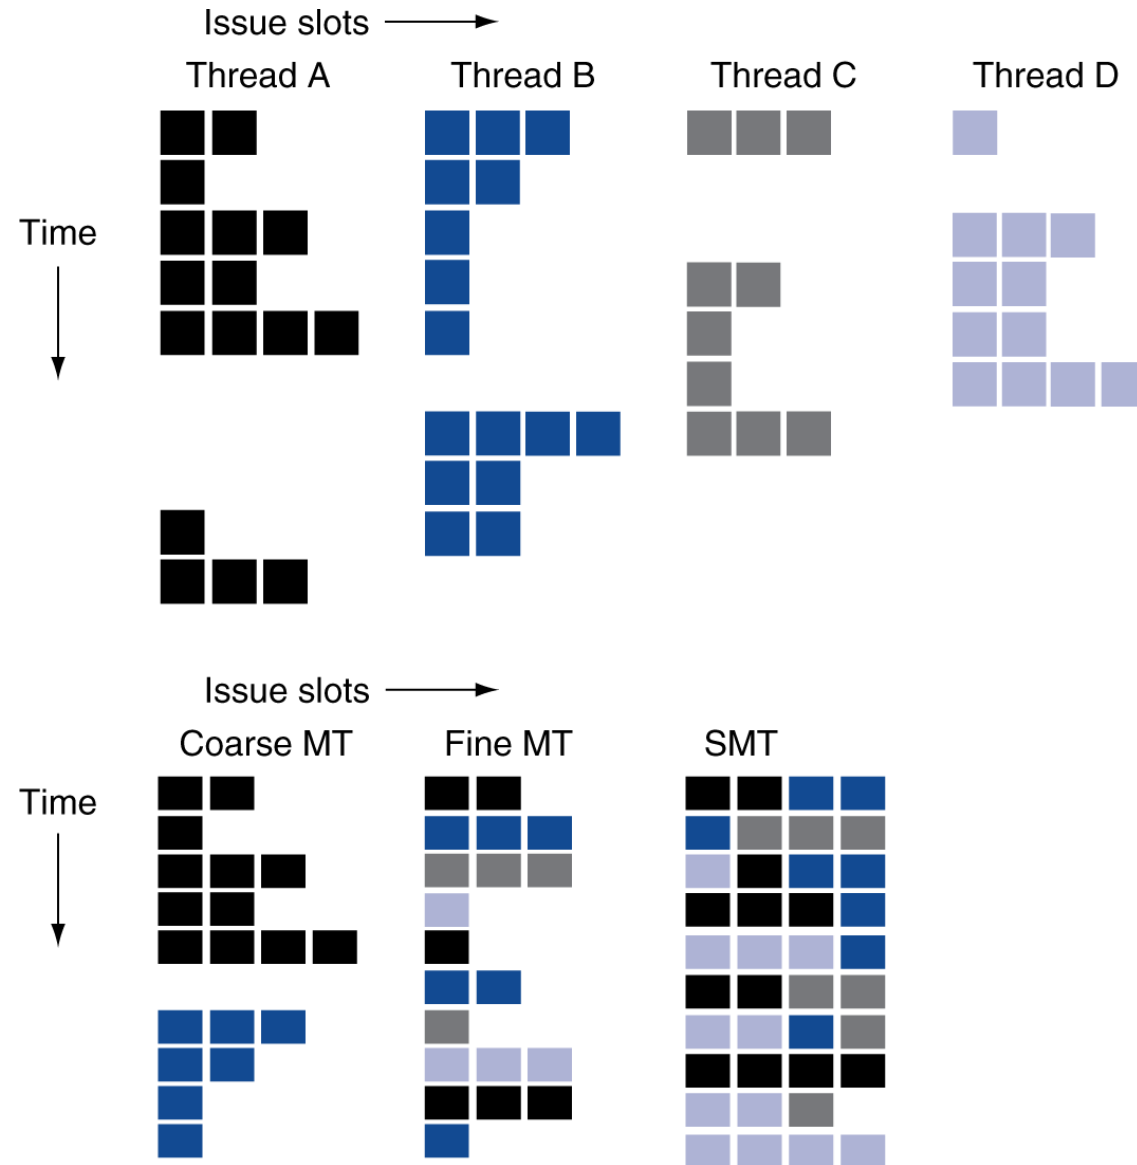 Issue slots
Thread A Thread B Thread C Thread D
Time
Issue slots
Coarse MT Fine MT SMT
Time